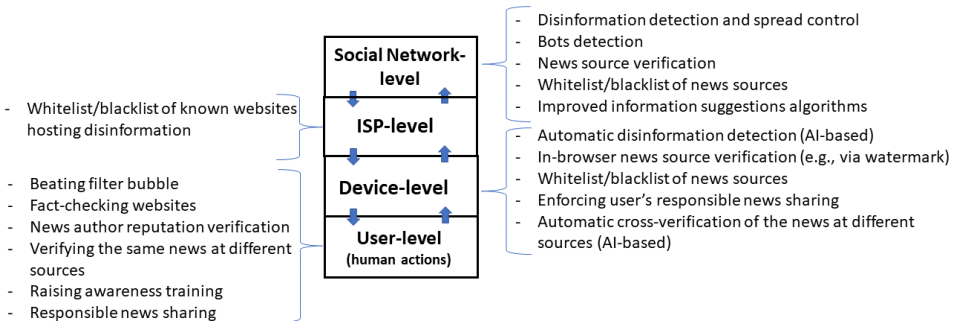 Social Network-
level
- Disinformation detection and spread control
- Bots detection
- News source verification
- Whitelist/blacklist of news sources
- Improved information suggestions algorithms
ISP-level
- Whitelist/blacklist of known websites
hosting disinformation
Device-level
- Automatic disinformation detection (AI-based)
- In-browser news source verification (e.g., via watermark)
- Whitelist/blacklist of news sources
- Enforcing user's responsible news sharing
- Automatic cross-verification of the news at different
sources (AI-based)
User-level
(human actions)
- Beating filter bubble
- Fact-checking websites
- News author reputation verification
- Verifying the same news at different
sources
- Raising awareness training
- Responsible news sharing